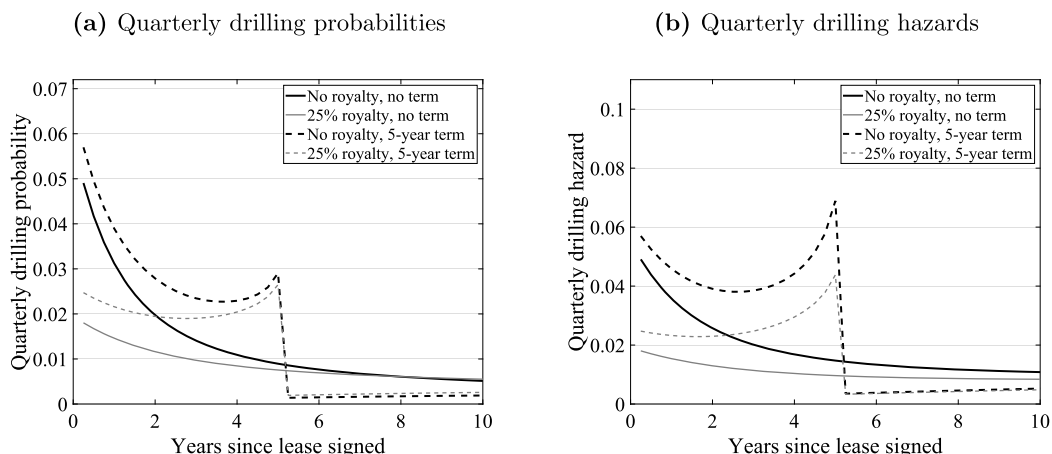 (a) Quarterly drilling probabilities
Quarterly drilling probability
0.07
0.06
0.05
0.04
0.03
0.02
0.01
0
No royalty, no term
25% royalty, no term
No royalty, 5-year term
25% royalty, 5-year term
0 2 4 6 8 10
Years since lease signed
(b) Quarterly drilling hazards
Quarterly drilling hazard
0.1
0.08
0.06
0.04
0.02
0
No royalty, no term
25% royalty, no term
No royalty, 5-year term
25% royalty, 5-year term
0 2 4 6 8 10
Years since lease signed